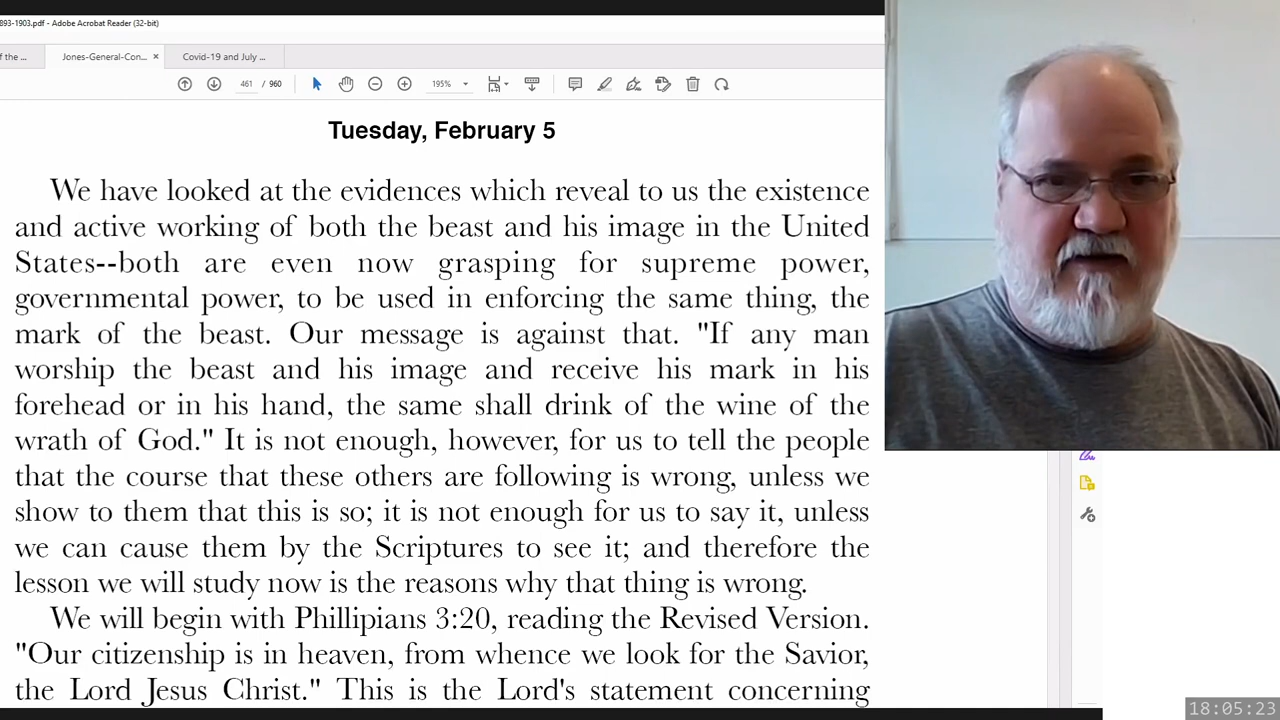 893-1903.pdf - Adobe Acrobat Reader (32-bit)
f the ...
Jones-General-Con... ×
Covid-19 and July ...
461 / 960
195%
Tuesday, February 5
We have looked at the evidences which reveal to us the existence
and active working of both the beast and his image in the United
States--both are even now grasping for supreme power,
governmental power, to be used in enforcing the same thing, the
mark of the beast. Our message is against that. "If any man
worship the beast and his image and receive his mark in his
forehead or in his hand, the same shall drink of the wine of the
wrath of God." It is not enough, however, for us to tell the people
that the course that these others are following is wrong, unless we
show to them that this is so; it is not enough for us to say it, unless
we can cause them by the Scriptures to see it; and therefore the
lesson we will study now is the reasons why that thing is wrong.
We will begin with Phillipians 3:20, reading the Revised Version.
"Our citizenship is in heaven, from whence we look for the Savior,
the Lord Jesus Christ." This is the Lord's statement concerning
18:05:23